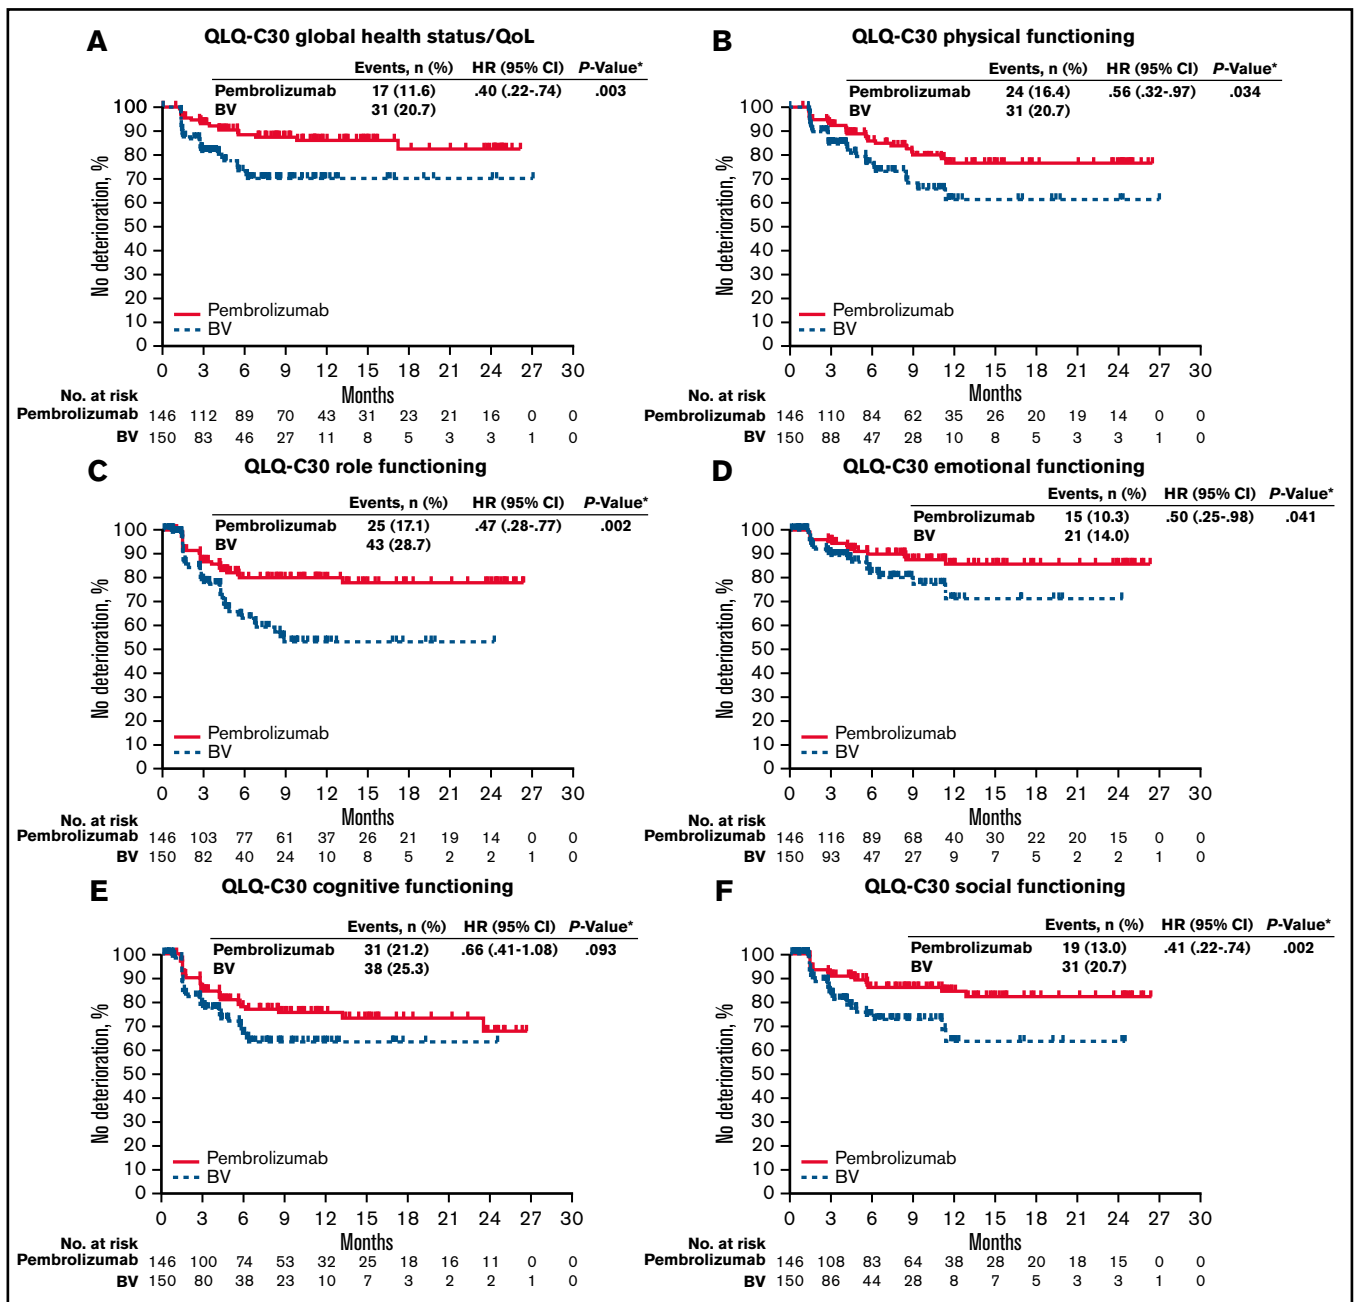 A
QLQ-C30 global health status/QoL
Events, n (%) HR (95% CI) P-Value*
Pembrolizumab 17 (11.6) .40 (.22-.74) .003
BV 31 (20.7)
No deterioration, %
100
90
80
70
60
50
40
30
20
10
0
Pembrolizumab
BV
0 3 6 9 12 15 18 21 24 27 30
Months
No. at risk
Pembrolizumab 146 112 89 70 43 31 23 21 16 0 0
BV 150 83 46 27 11 8 5 3 3 1 0
B
QLQ-C30 physical functioning
Events, n (%) HR (95% CI) P-Value*
Pembrolizumab 24 (16.4) .56 (.32-.97) .034
BV 31 (20.7)
No deterioration, %
100
90
80
70
60
50
40
30
20
10
0
Pembrolizumab
BV
0 3 6 9 12 15 18 21 24 27 30
Months
No. at risk
Pembrolizumab 146 110 84 62 35 26 20 19 14 0 0
BV 150 88 47 28 10 8 5 3 3 1 0
C
QLQ-C30 role functioning
Events, n (%) HR (95% CI) P-Value*
Pembrolizumab 25 (17.1) .47 (.28-.77) .002
BV 43 (28.7)
No deterioration, %
100
90
80
70
60
50
40
30
20
10
0
Pembrolizumab
BV
0 3 6 9 12 15 18 21 24 27 30
Months
No. at risk
Pembrolizumab 146 103 77 61 37 26 21 19 14 0 0
BV 150 82 40 24 10 8 5 2 2 1 0
D
QLQ-C30 emotional functioning
Events, n (%) HR (95% CI) P-Value*
Pembrolizumab 15 (10.3) .50 (.25-.98) .041
BV 21 (14.0)
No deterioration, %
100
90
80
70
60
50
40
30
20
10
0
Pembrolizumab
BV
0 3 6 9 12 15 18 21 24 27 30
Months
No. at risk
Pembrolizumab 146 116 89 68 40 30 22 20 15 0 0
BV 150 93 47 27 9 7 5 2 2 1 0
E
QLQ-C30 cognitive functioning
Events, n (%) HR (95% CI) P-Value*
Pembrolizumab 31 (21.2) .66 (.41-1.08) .093
BV 38 (25.3)
No deterioration, %
100
90
80
70
60
50
40
30
20
10
0
Pembrolizumab
BV
0 3 6 9 12 15 18 21 24 27 30
Months
No. at risk
Pembrolizumab 146 100 74 53 32 25 18 16 11 0 0
BV 150 80 38 23 10 7 3 2 2 1 0
F
QLQ-C30 social functioning
Events, n (%) HR (95% CI) P-Value*
Pembrolizumab 19 (13.0) .41 (.22-.74) .002
BV 31 (20.7)
No deterioration, %
100
90
80
70
60
50
40
30
20
10
0
Pembrolizumab
BV
0 3 6 9 12 15 18 21 24 27 30
Months
No. at risk
Pembrolizumab 146 108 83 64 38 28 20 18 15 0 0
BV 150 86 44 28 8 7 5 3 3 1 0